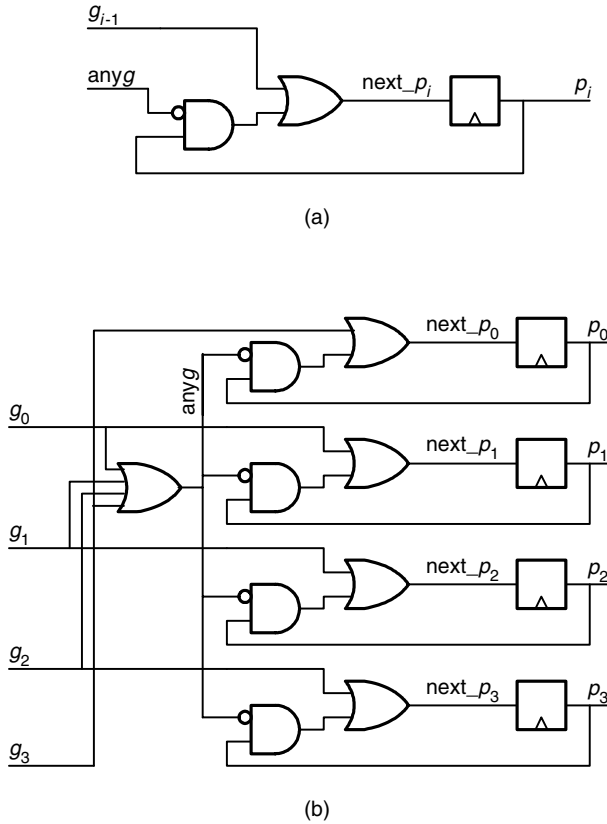 g_{i-1}
anyg
next_p_i
p_i
(a)
next_p_0
p_0
anyg
g_0
next_p_1
p_1
g_1
next_p_2
p_2
g_2
next_p_3
p_3
g_3
(b)